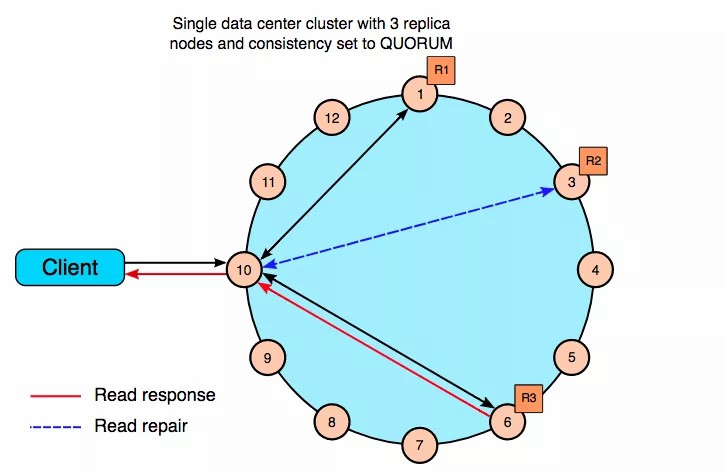 Single data center cluster with 3 replica
nodes and consistency set to QUORUM
R1
1
12
2
R2
11
3
Client
10
4
9
5
R3
Read response
8
6
Read repair
7